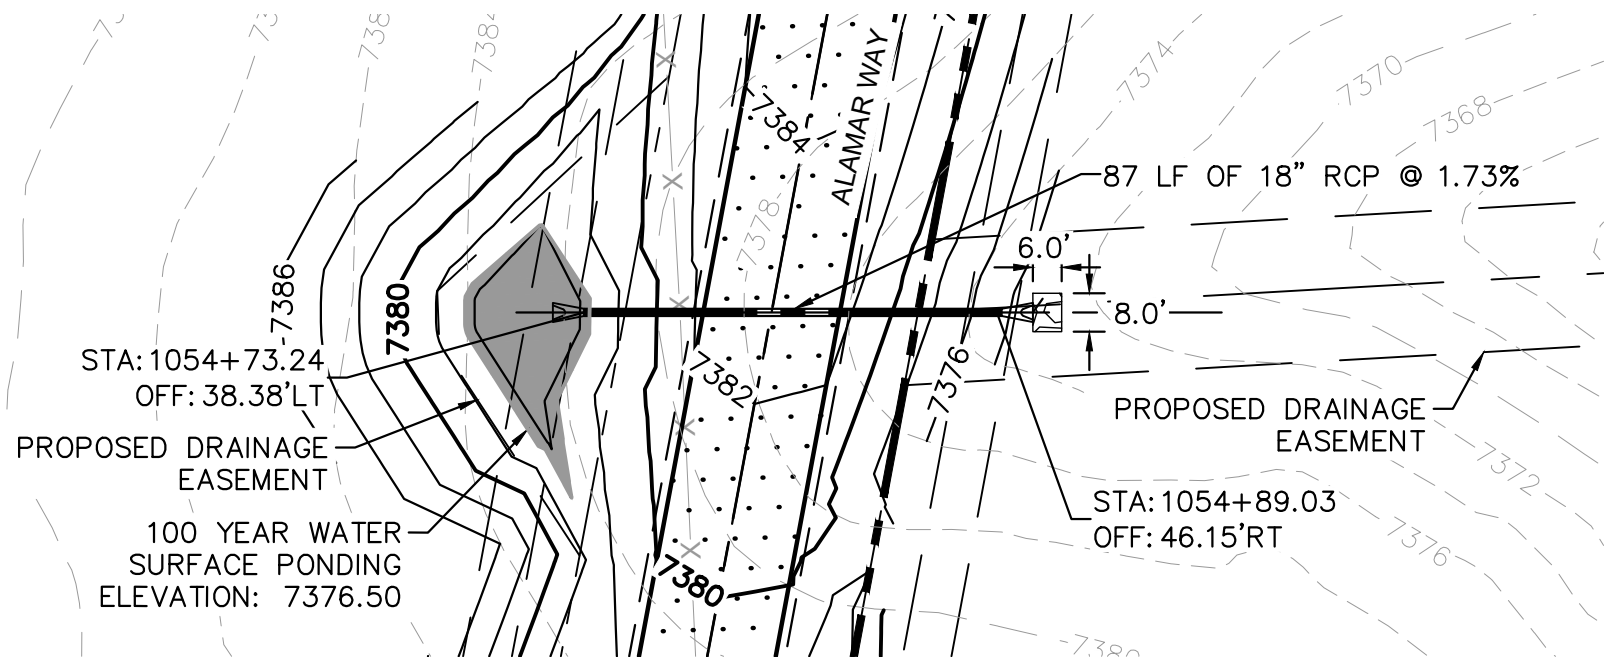 7384
7374
7370
7368
7384
ALAMAR WAY
87 LF OF 18" RCP @ 1.73%
7378
6.0'
7386
7380
8.0'
STA:1054+73.24
OFF:38.38'LT
7382
7376
PROPOSED DRAINAGE
EASEMENT
PROPOSED DRAINAGE
EASEMENT
7372
STA:1054+89.03
OFF:46.15'RT
100 YEAR WATER
SURFACE PONDING
ELEVATION: 7376.50
7376
7380
7380